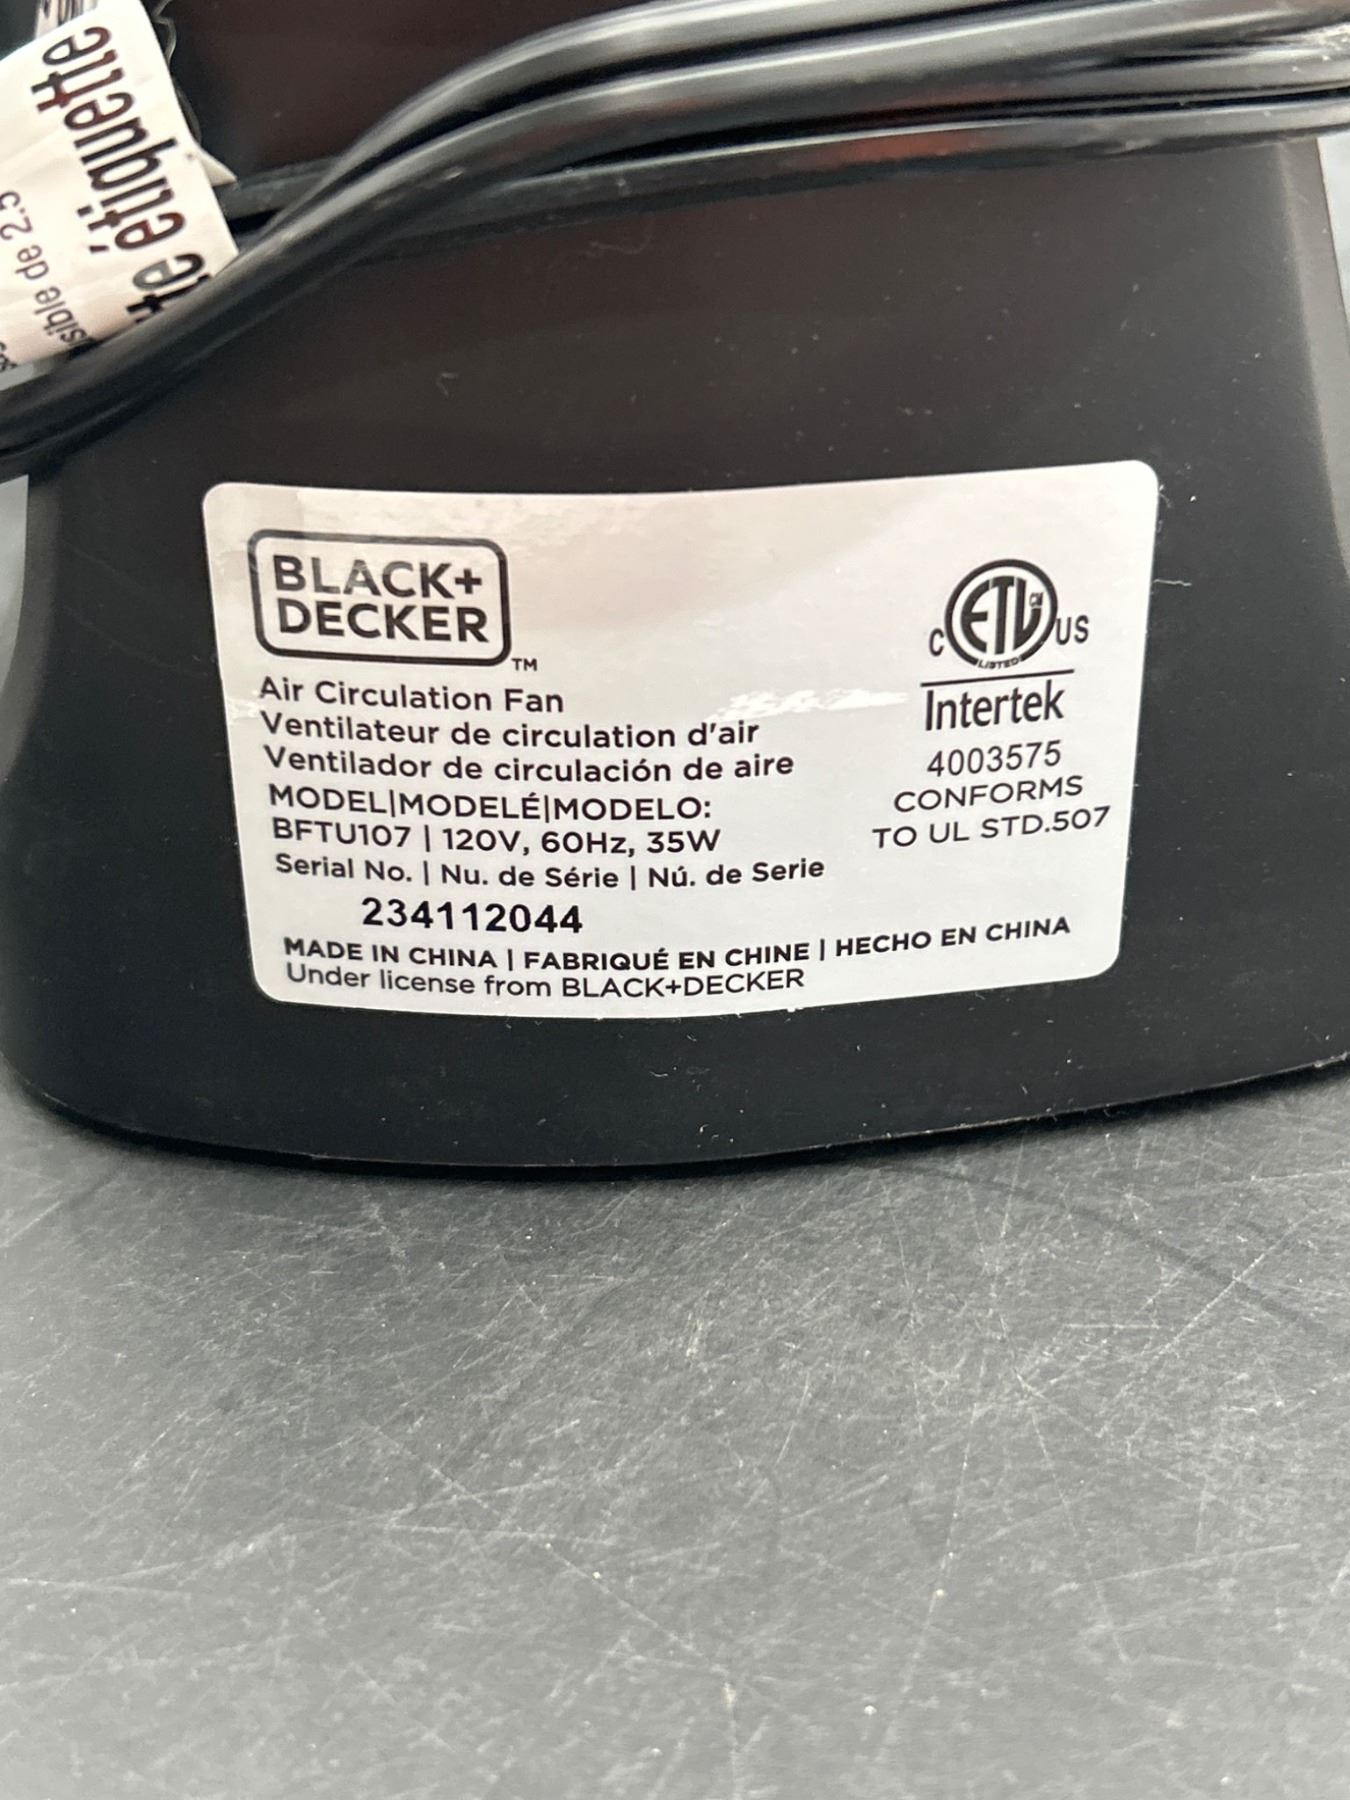 étiquette
te étiquette
sible de 2.5
BLACK+
DECKER
TM
Air Circulation Fan
Ventilateur de circulation d'air
Ventilador de circulación de aire
MODEL|MODELÉ|MODELO:
BFTU107 | 120V, 60Hz, 35W
Serial No. | Nu. de Série | Nú. de Serie
234112044
MADE IN CHINA | FABRIQUÉ EN CHINE | HECHO EN CHINA
Under license from BLACK+DECKER
C ETL CM US
LISTED
Intertek
4003575
CONFORMS
TO UL STD.507